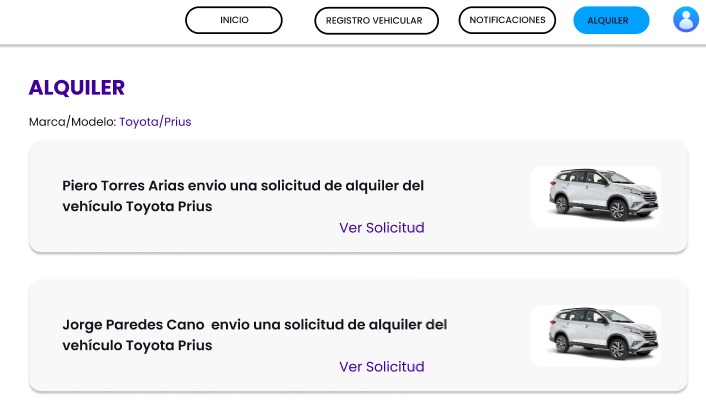 INICIO
REGISTRO VEHICULAR
NOTIFICACIONES
ALQUILER
ALQUILER
Marca/Modelo: Toyota/Prius
Piero Torres Arias envio una solicitud de alquiler del
vehículo Toyota Prius
Ver Solicitud
Jorge Paredes Cano envio una solicitud de alquiler del
vehículo Toyota Prius
Ver Solicitud